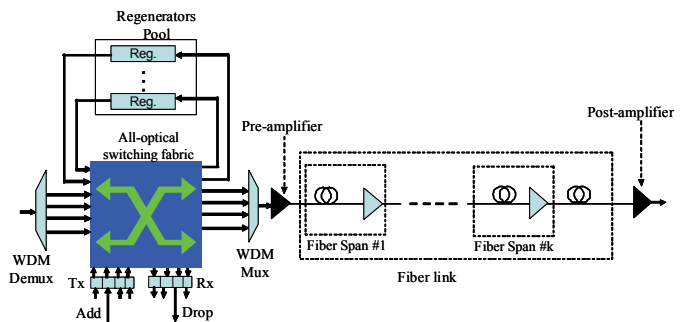 Regenerators
Pool
Reg.
Reg.
All-optical
switching fabric
Pre-amplifier
Post-amplifier
WDM
Demux
WDM
Mux
Fiber Span #1
Fiber Span #k
Fiber link
Tx
Rx
Add
Drop